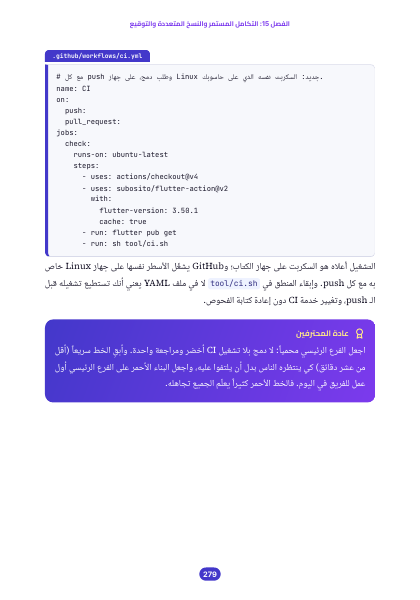 الفصل 15: التكامل المستمر والنسخ المتعددة والتوقيع
.github/workflows/ci.yml
# جديد: السكربت نفسه الذي على حاسوبك Linux وطلب دمج، على جهاز push مع كل.
name: CI
on:
push:
pull_request:
jobs:
check:
runs-on: ubuntu-latest
steps:
- uses: actions/checkout@v4
- uses: subosito/flutter-action@v2
with:
flutter-version: 3.50.1
cache: true
- run: flutter pub get
- run: sh tool/ci.sh
التشغيل أعلاه هو السكربت على جهاز الكتاب؛ وGitHub يشغّل الأسطر نفسها على جهاز Linux خاص
به مع كل push. وإبقاء المنطق في tool/ci.sh لا في ملف YAML يعني أنك تستطيع تشغيله قبل
الـ push، وتغيير خدمة CI دون إعادة كتابة الفحوص.
عادة المحترفين
اجعل الفرع الرئيسي محمياً: لا دمج بلا تشغيل CI أخضر ومراجعة واحدة. وأبقِ الخط سريعاً (أقل
من عشر دقائق) كي ينتظره الناس بدل أن يلتفوا عليه، واجعل البناء الأحمر على الفرع الرئيسي أول
عمل للفريق في اليوم. فالخط الأحمر كثيراً يعلّم الجميع تجاهله.
279